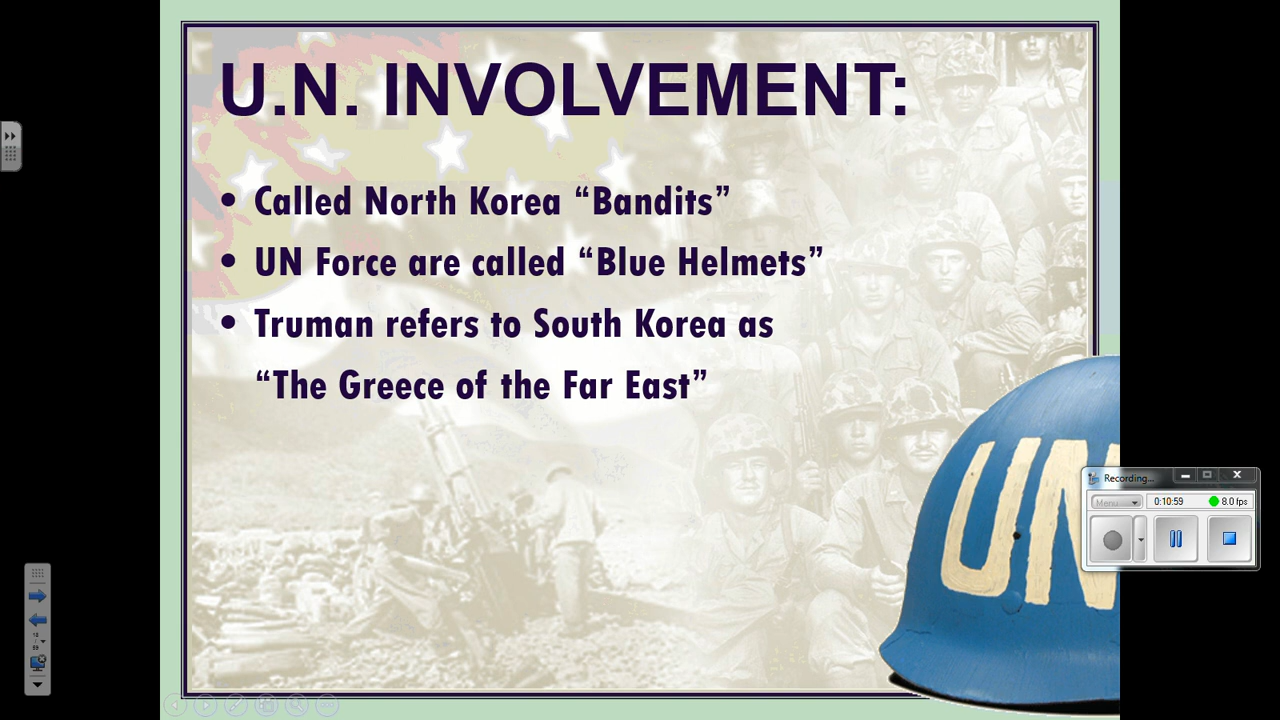 U.N. INVOLVEMENT:
• Called North Korea “Bandits”
• UN Force are called “Blue Helmets”
• Truman refers to South Korea as
“The Greece of the Far East”
UN
Recording...
Menu
0:10:59
8.0 fps